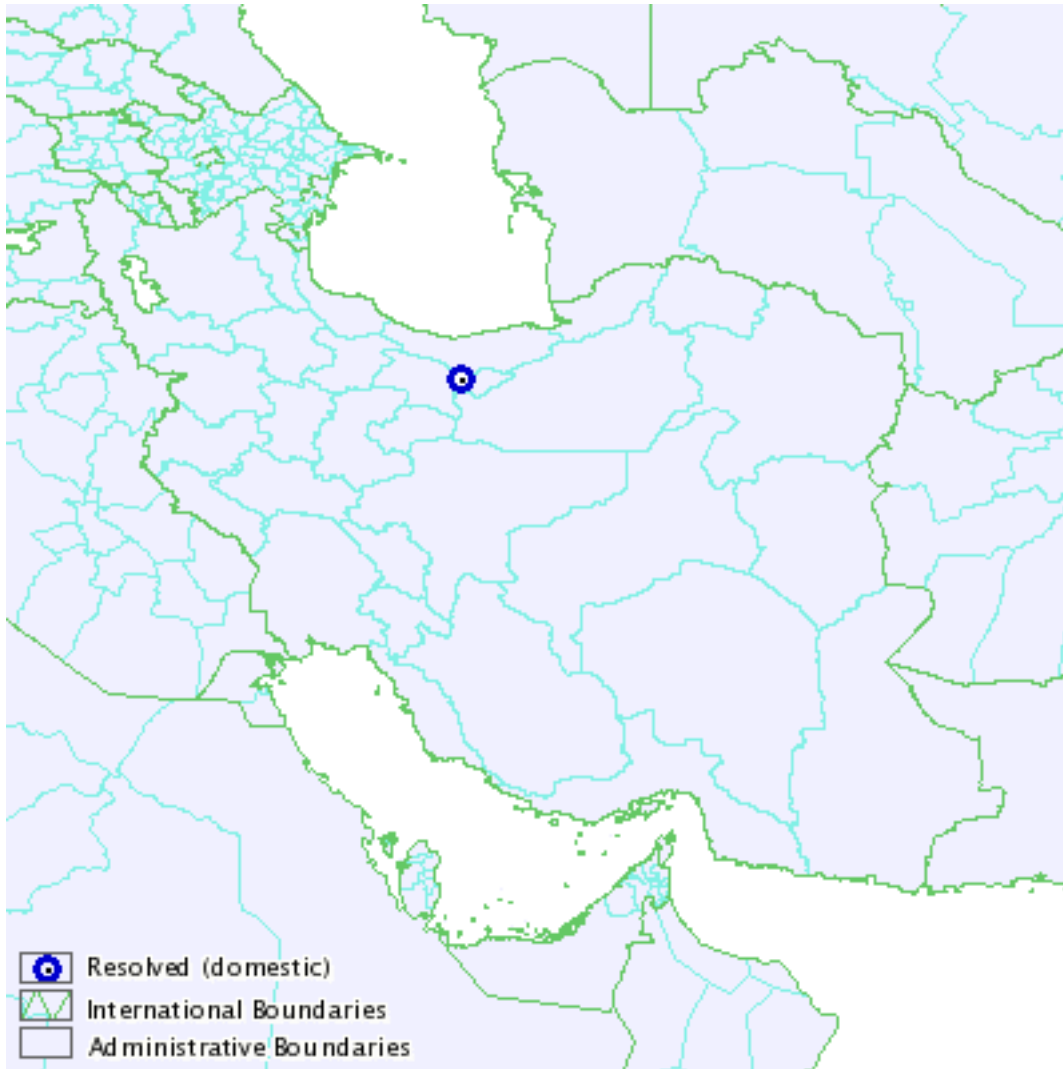 Resolved (domestic)
International Boundaries
Administrative Boundaries